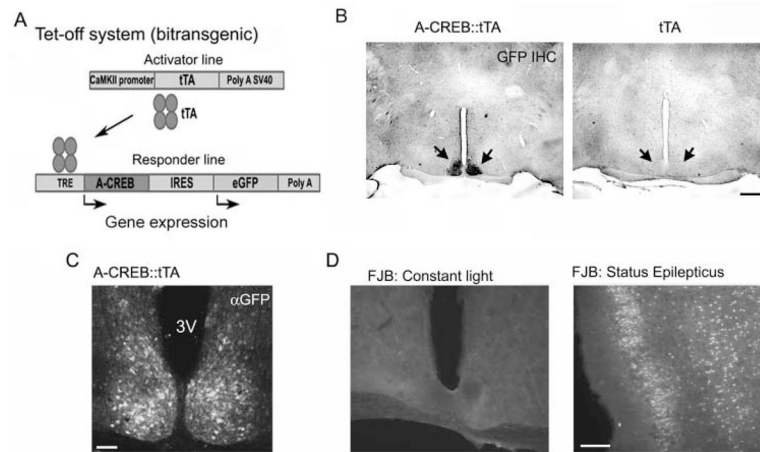 A
Tet-off system (bitransgenic)
Activator line
CaMKII promoter tTA Poly A SV40
tTA
Responder line
TRE A-CREB IRES eGFP Poly A
Gene expression
B
A-CREB::tTA tTA
GFP IHC
C
A-CREB::tTA
αGFP
3V
D
FJB: Constant light FJB: Status Epilepticus